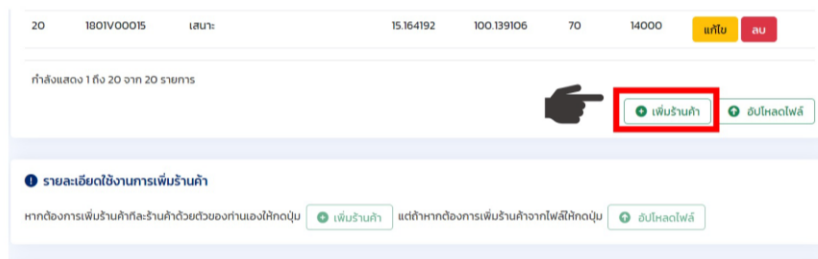 20 1801V00015 เสนาะ 15.164192 100.139106 70 14000 แก้ไข ลบ
กำลังแสดง 1 ถึง 20 จาก 20 รายการ
เพิ่มร้านค้า อัปโหลดไฟล์
รายละเอียดใช้งานการเพิ่มร้านค้า
หากต้องการเพิ่มร้านค้าทีละร้านค้าด้วยตัวของท่านเองให้กดปุ่ม เพิ่มร้านค้า แต่ถ้าหากต้องการเพิ่มร้านค้าจากไฟล์ให้กดปุ่ม อัปโหลดไฟล์